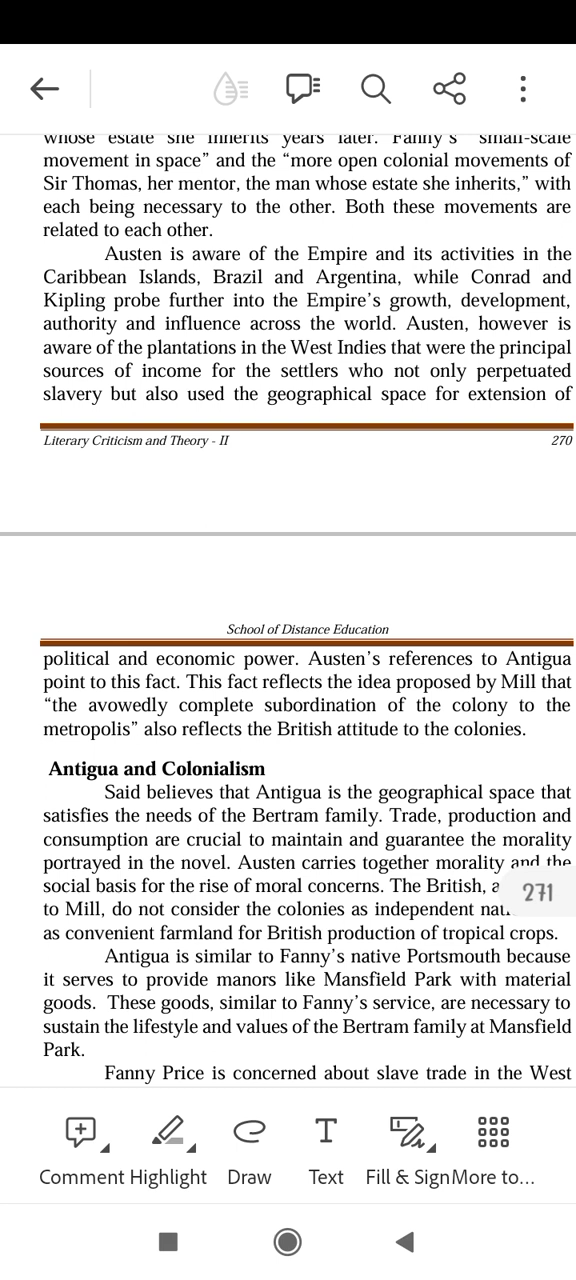 whose estate she inherits years later. Fanny's "small-scale
movement in space" and the "more open colonial movements of
Sir Thomas, her mentor, the man whose estate she inherits," with
each being necessary to the other. Both these movements are
related to each other.
Austen is aware of the Empire and its activities in the
Caribbean Islands, Brazil and Argentina, while Conrad and
Kipling probe further into the Empire's growth, development,
authority and influence across the world. Austen, however is
aware of the plantations in the West Indies that were the principal
sources of income for the settlers who not only perpetuated
slavery but also used the geographical space for extension of
Literary Criticism and Theory - II 270
School of Distance Education
political and economic power. Austen's references to Antigua
point to this fact. This fact reflects the idea proposed by Mill that
"the avowedly complete subordination of the colony to the
metropolis" also reflects the British attitude to the colonies.
Antigua and Colonialism
Said believes that Antigua is the geographical space that
satisfies the needs of the Bertram family. Trade, production and
consumption are crucial to maintain and guarantee the morality
portrayed in the novel. Austen carries together morality and the
social basis for the rise of moral concerns. The British, a
271
to Mill, do not consider the colonies as independent nati
as convenient farmland for British production of tropical crops.
Antigua is similar to Fanny's native Portsmouth because
it serves to provide manors like Mansfield Park with material
goods. These goods, similar to Fanny's service, are necessary to
sustain the lifestyle and values of the Bertram family at Mansfield
Park.
Fanny Price is concerned about slave trade in the West
Comment Highlight Draw Text Fill & Sign More to...